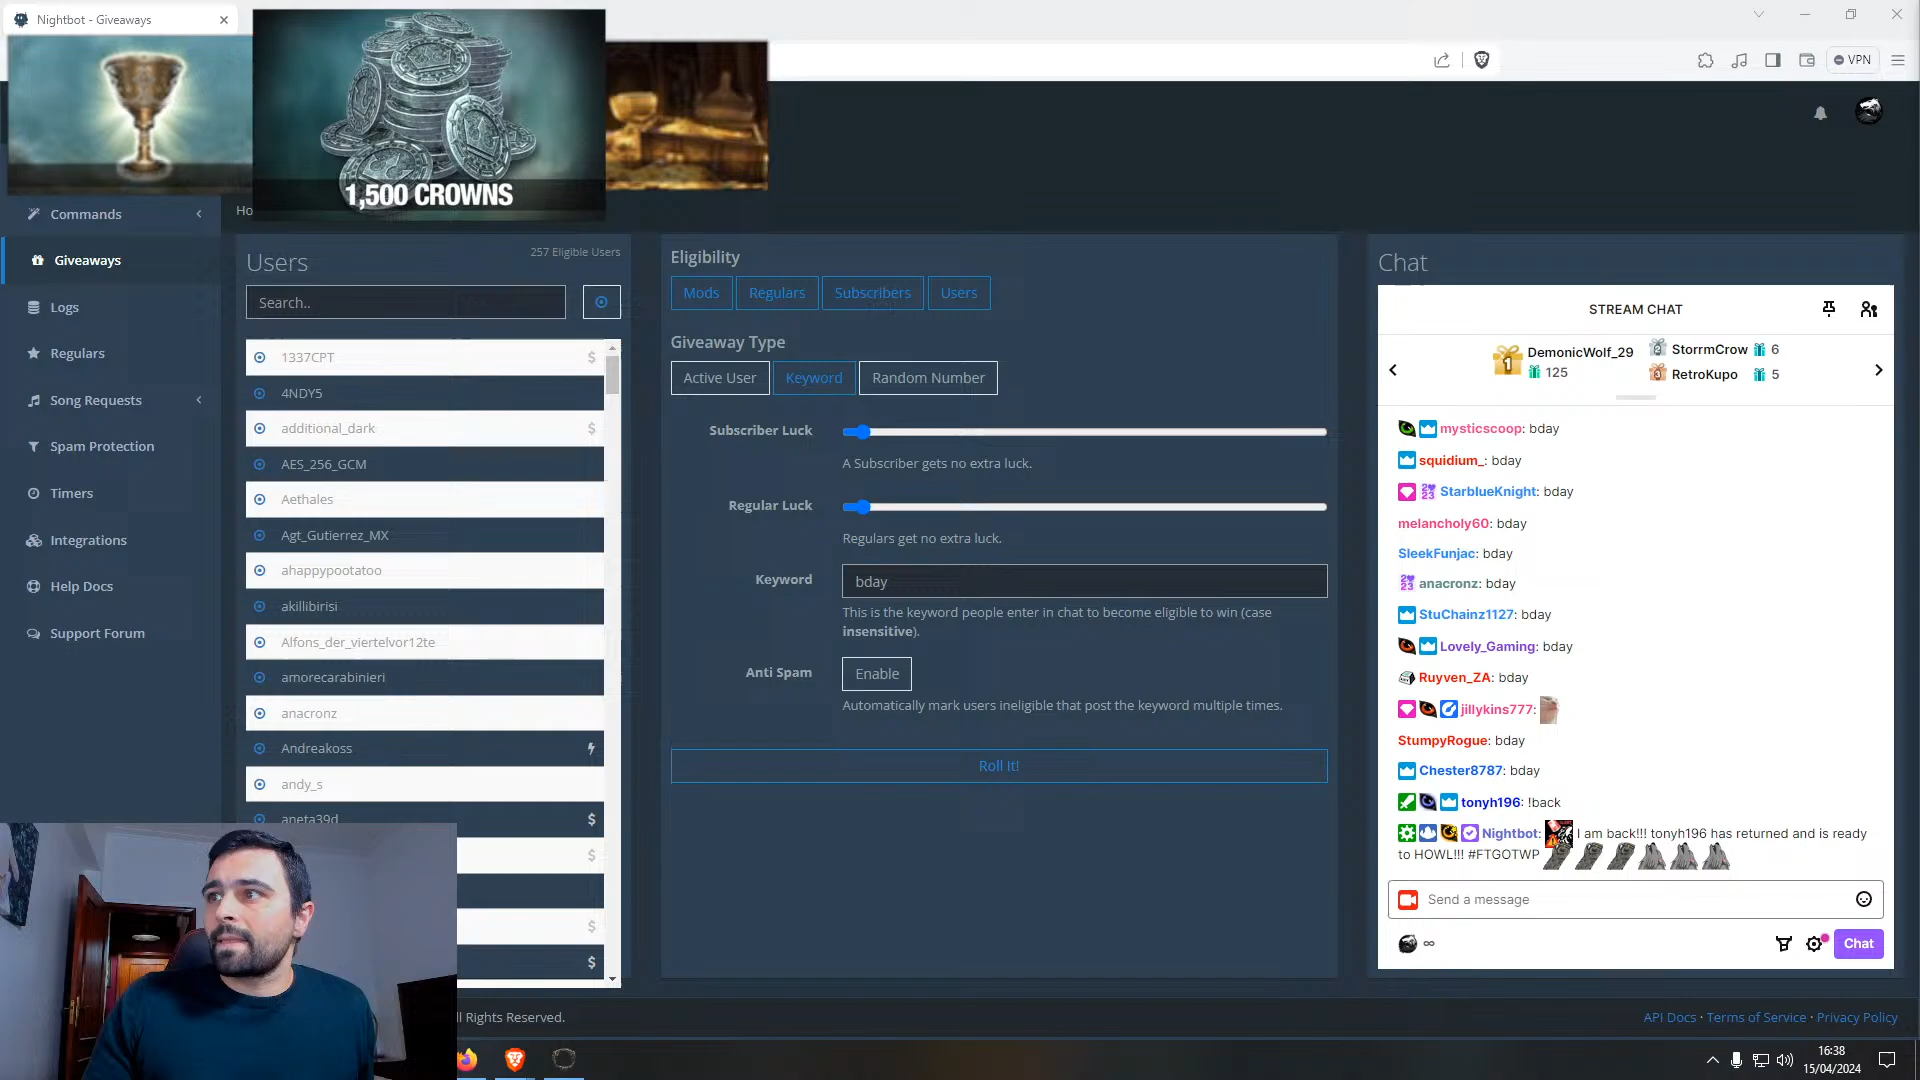 Nightbot - Giveaways
VPN
1,500 CROWNS
Commands
Ho
Giveaways
Logs
Regulars
Song Requests
Spam Protection
Timers
Integrations
Help Docs
Support Forum
Users
257 Eligible Users
Search..
1337CPT
4NDY5
additional_dark
AES_256_GCM
Aethales
Agt_Gutierrez_MX
ahappypootatoo
akillibirisi
Alfons_der_viertelvor12te
amorecarabinieri
anacronz
Andreakoss
andy_s
aneta39d
Eligibility
Mods
Regulars
Subscribers
Users
Giveaway Type
Active User
Keyword
Random Number
Subscriber Luck
A Subscriber gets no extra luck.
Regular Luck
Regulars get no extra luck.
Keyword
bday
This is the keyword people enter in chat to become eligible to win (case
insensitive).
Anti Spam
Enable
Automatically mark users ineligible that post the keyword multiple times.
Roll It!
Chat
STREAM CHAT
1 DemonicWolf_29
125
2 StorrmCrow 6
3 RetroKupo 5
mysticscoop: bday
squidium_: bday
StarblueKnight: bday
melancholy60: bday
SleekFunjac: bday
anacronz: bday
StuChainz1127: bday
Lovely_Gaming: bday
Ruyven_ZA: bday
jillykins777:
StumpyRogue: bday
Chester8787: bday
tonyh196: !back
Nightbot: I am back!!! tonyh196 has returned and is ready
to HOWL!!! #FTGOTWP
Send a message
∞
Chat
ll Rights Reserved.
API Docs · Terms of Service · Privacy Policy
16:38
15/04/2024